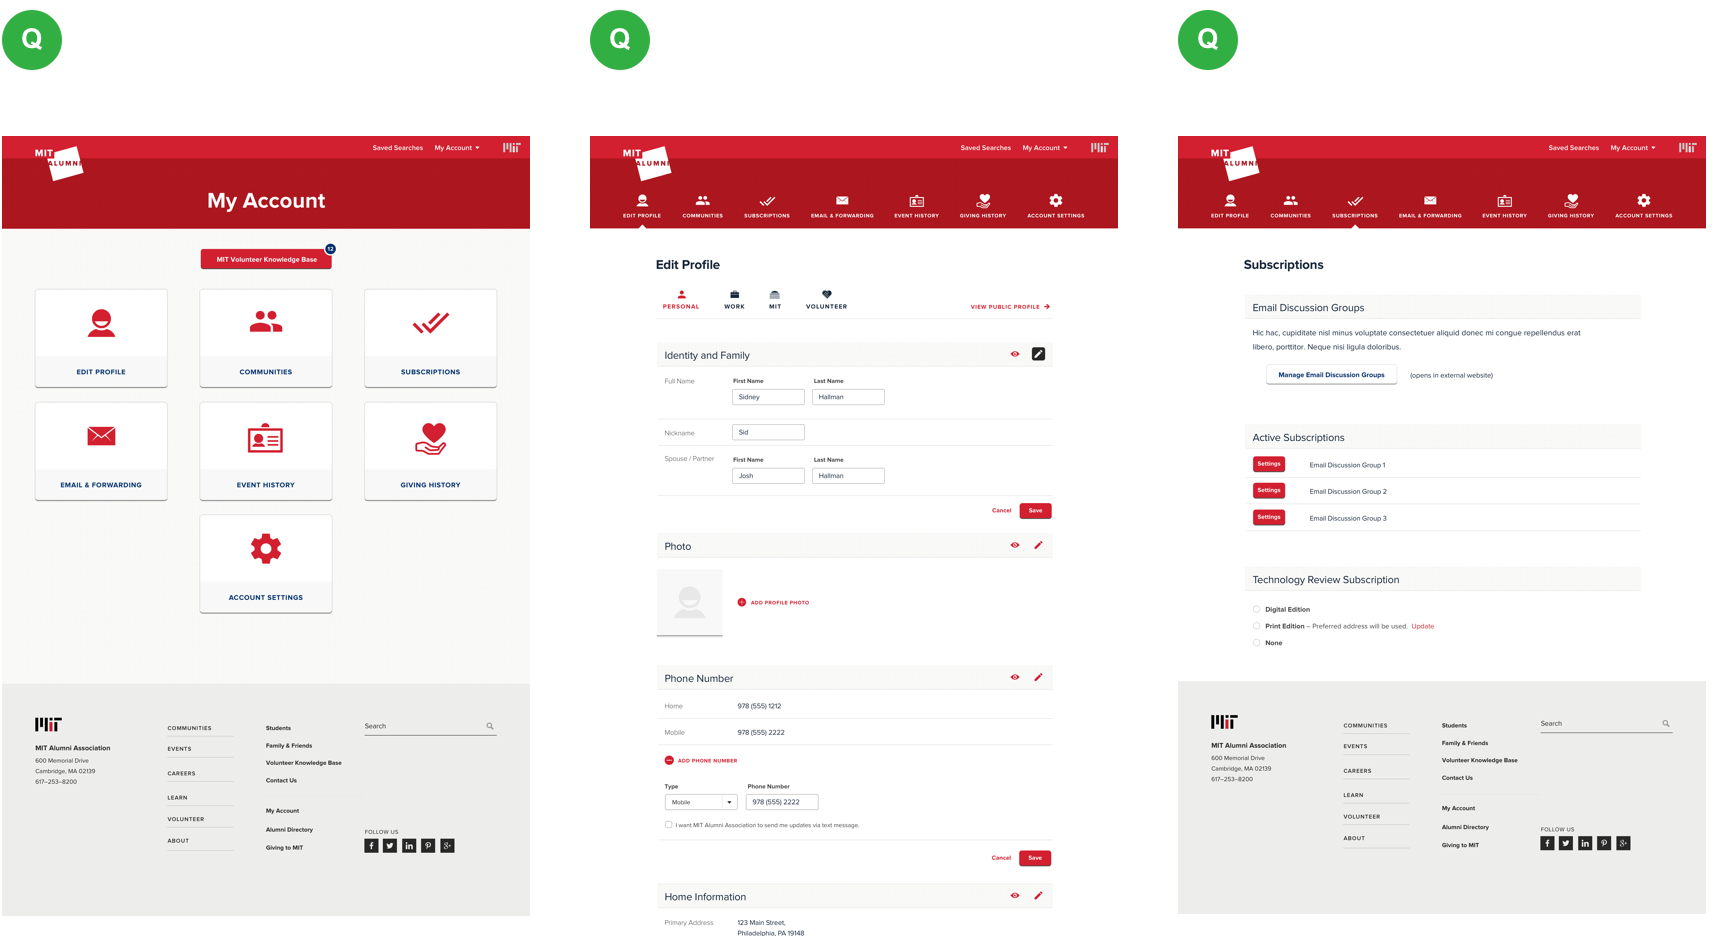 Q
Saved Searches My Account
MIT
ALUMNI
My Account
MIT Volunteer Knowledge Base 12
EDIT PROFILE COMMUNITIES SUBSCRIPTIONS
EMAIL & FORWARDING EVENT HISTORY GIVING HISTORY
ACCOUNT SETTINGS
MIT Alumni Association
600 Memorial Drive
Cambridge, MA 02139
617-253-8200
COMMUNITIES
EVENTS
CAREERS
LEARN
VOLUNTEER
ABOUT
Students
Family & Friends
Volunteer Knowledge Base
Contact Us
My Account
Alumni Directory
Giving to MIT
Search
FOLLOW US
Q
Saved Searches My Account
MIT
ALUMNI
EDIT PROFILE COMMUNITIES SUBSCRIPTIONS EMAIL & FORWARDING EVENT HISTORY GIVING HISTORY ACCOUNT SETTINGS
Edit Profile
PERSONAL WORK MIT VOLUNTEER VIEW PUBLIC PROFILE
Identity and Family
Full Name First Name Last Name
Sidney Hallman
Nickname Sid
Spouse / Partner First Name Last Name
Josh Hallman
Cancel Save
Photo
ADD PROFILE PHOTO
Phone Number
Home 978 (555) 1212
Mobile 978 (555) 2222
ADD PHONE NUMBER
Type Phone Number
Mobile 978 (555) 2222
I want MIT Alumni Association to send me updates via text message.
Cancel Save
Home Information
Primary Address 123 Main Street,
Philadelphia, PA 19148
Q
Saved Searches My Account
MIT
ALUMNI
EDIT PROFILE COMMUNITIES SUBSCRIPTIONS EMAIL & FORWARDING EVENT HISTORY GIVING HISTORY ACCOUNT SETTINGS
Subscriptions
Email Discussion Groups
Hic hac, cupiditate nisl minus voluptate consectetuer aliquid donec mi congue repellendus erat
libero, porttitor. Neque nisi ligula doloribus.
Manage Email Discussion Groups (opens in external website)
Active Subscriptions
Settings Email Discussion Group 1
Settings Email Discussion Group 2
Settings Email Discussion Group 3
Technology Review Subscription
Digital Edition
Print Edition – Preferred address will be used. Update
None
MIT Alumni Association
600 Memorial Drive
Cambridge, MA 02139
617-253-8200
COMMUNITIES
EVENTS
CAREERS
LEARN
VOLUNTEER
ABOUT
Students
Family & Friends
Volunteer Knowledge Base
Contact Us
My Account
Alumni Directory
Giving to MIT
Search
FOLLOW US